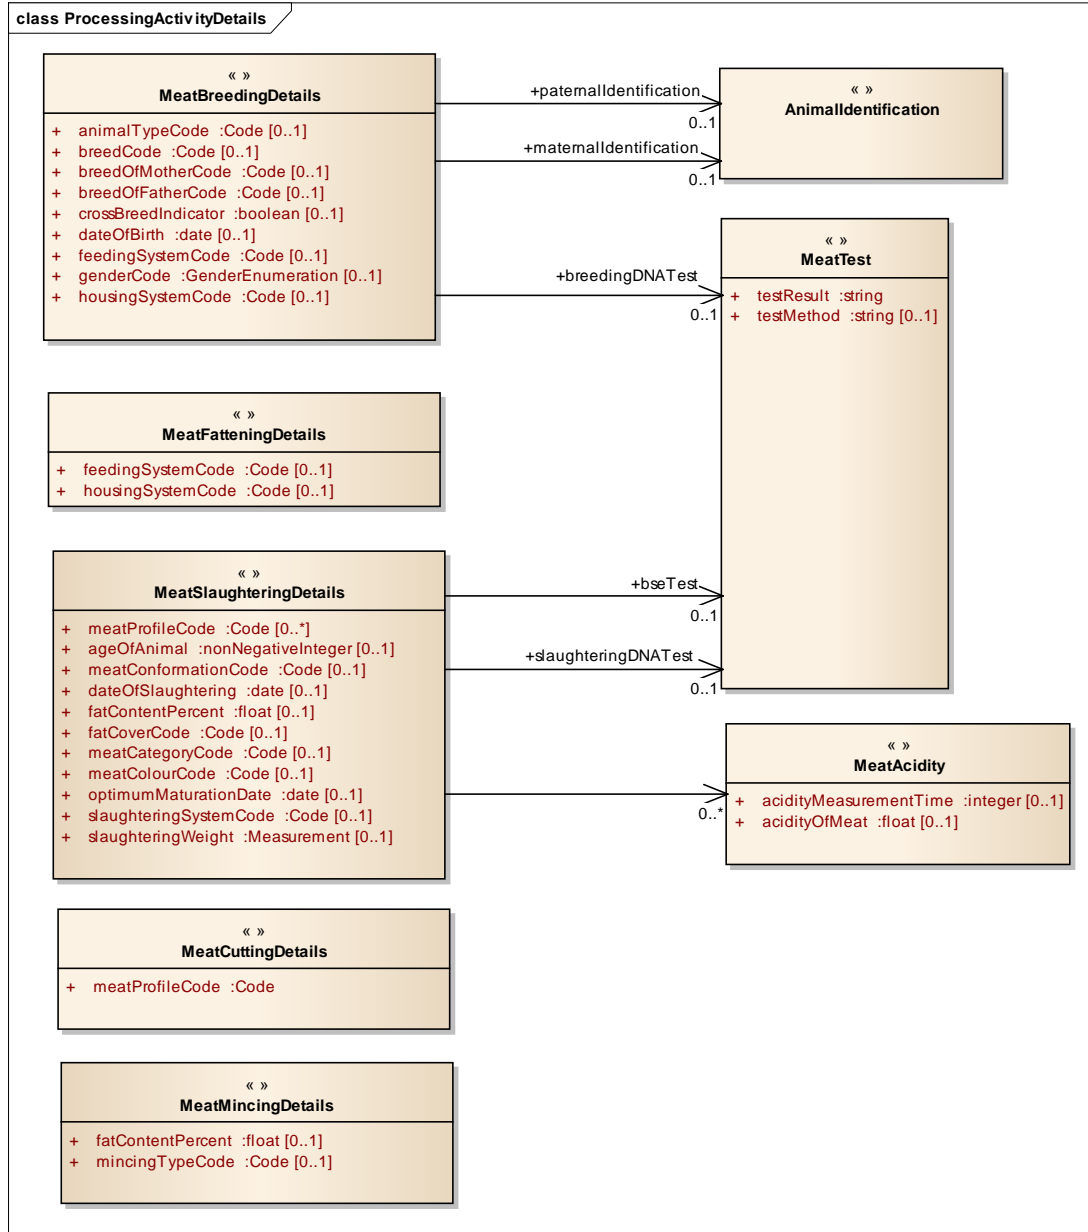 class ProcessingActivityDetails
« »
MeatBreedingDetails
+ animalTypeCode :Code [0..1]
+ breedCode :Code [0..1]
+ breedOfMotherCode :Code [0..1]
+ breedOfFatherCode :Code [0..1]
+ crossBreedIndicator :boolean [0..1]
+ dateOfBirth :date [0..1]
+ feedingSystemCode :Code [0..1]
+ genderCode :GenderEnumeration [0..1]
+ housingSystemCode :Code [0..1]
+paternalIdentification
0..1
+maternalIdentification
0..1
« »
AnimalIdentification
+breedingDNATest
0..1
« »
MeatTest
+ testResult :string
+ testMethod :string [0..1]
« »
MeatFatteningDetails
+ feedingSystemCode :Code [0..1]
+ housingSystemCode :Code [0..1]
« »
MeatSlaughteringDetails
+ meatProfileCode :Code [0..*]
+ ageOfAnimal :nonNegativeInteger [0..1]
+ meatConformationCode :Code [0..1]
+ dateOfSlaughtering :date [0..1]
+ fatContentPercent :float [0..1]
+ fatCoverCode :Code [0..1]
+ meatCategoryCode :Code [0..1]
+ meatColourCode :Code [0..1]
+ optimumMaturationDate :date [0..1]
+ slaughteringSystemCode :Code [0..1]
+ slaughteringWeight :Measurement [0..1]
+bseTest
0..1
+slaughteringDNATest
0..1
0..*
« »
MeatAcidity
+ acidityMeasurementTime :integer [0..1]
+ acidityOfMeat :float [0..1]
« »
MeatCuttingDetails
+ meatProfileCode :Code
« »
MeatMincingDetails
+ fatContentPercent :float [0..1]
+ mincingTypeCode :Code [0..1]